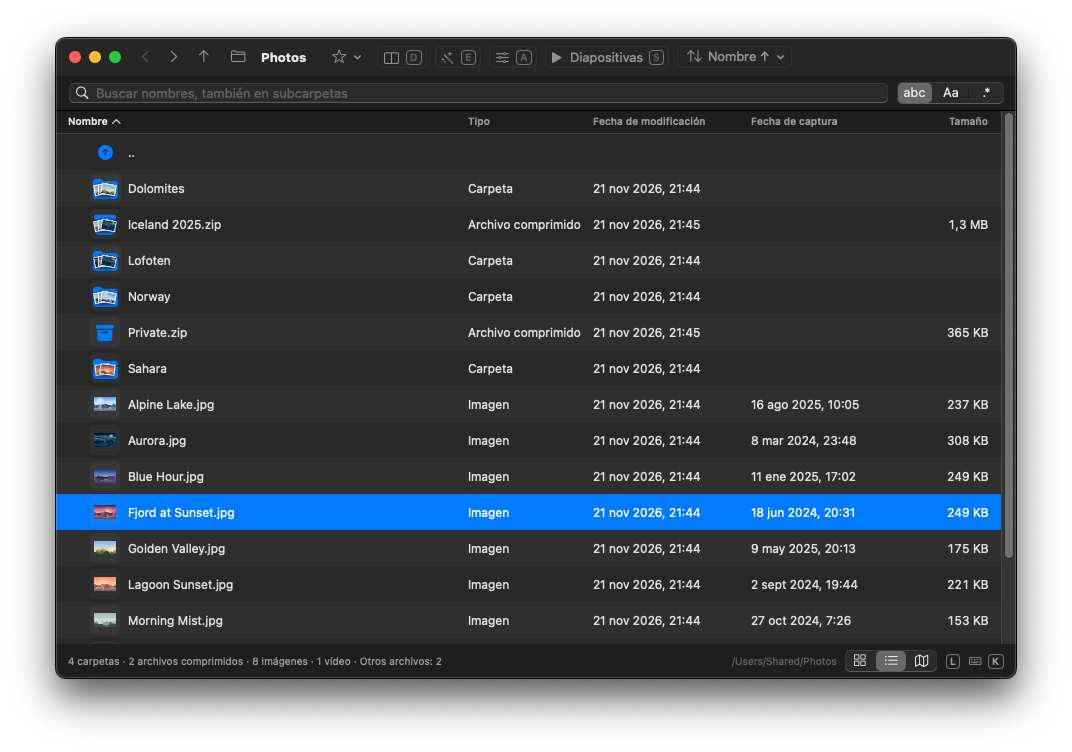 Photos D E A Diapositivas S Nombre
Buscar nombres, también en subcarpetas abc Aa .*
Nombre Tipo Fecha de modificación Fecha de captura Tamaño
..
Dolomites Carpeta 21 nov 2026, 21:44
Iceland 2025.zip Archivo comprimido 21 nov 2026, 21:45 1,3 MB
Lofoten Carpeta 21 nov 2026, 21:44
Norway Carpeta 21 nov 2026, 21:44
Private.zip Archivo comprimido 21 nov 2026, 21:45 365 KB
Sahara Carpeta 21 nov 2026, 21:44
Alpine Lake.jpg Imagen 21 nov 2026, 21:44 16 ago 2025, 10:05 237 KB
Aurora.jpg Imagen 21 nov 2026, 21:44 8 mar 2024, 23:48 308 KB
Blue Hour.jpg Imagen 21 nov 2026, 21:44 11 ene 2025, 17:02 249 KB
Fjord at Sunset.jpg Imagen 21 nov 2026, 21:44 18 jun 2024, 20:31 249 KB
Golden Valley.jpg Imagen 21 nov 2026, 21:44 9 may 2025, 20:13 175 KB
Lagoon Sunset.jpg Imagen 21 nov 2026, 21:44 2 sept 2024, 19:44 221 KB
Morning Mist.jpg Imagen 21 nov 2026, 21:44 27 oct 2024, 7:26 153 KB
4 carpetas · 2 archivos comprimidos · 8 imágenes · 1 vídeo · Otros archivos: 2 /Users/Shared/Photos L K